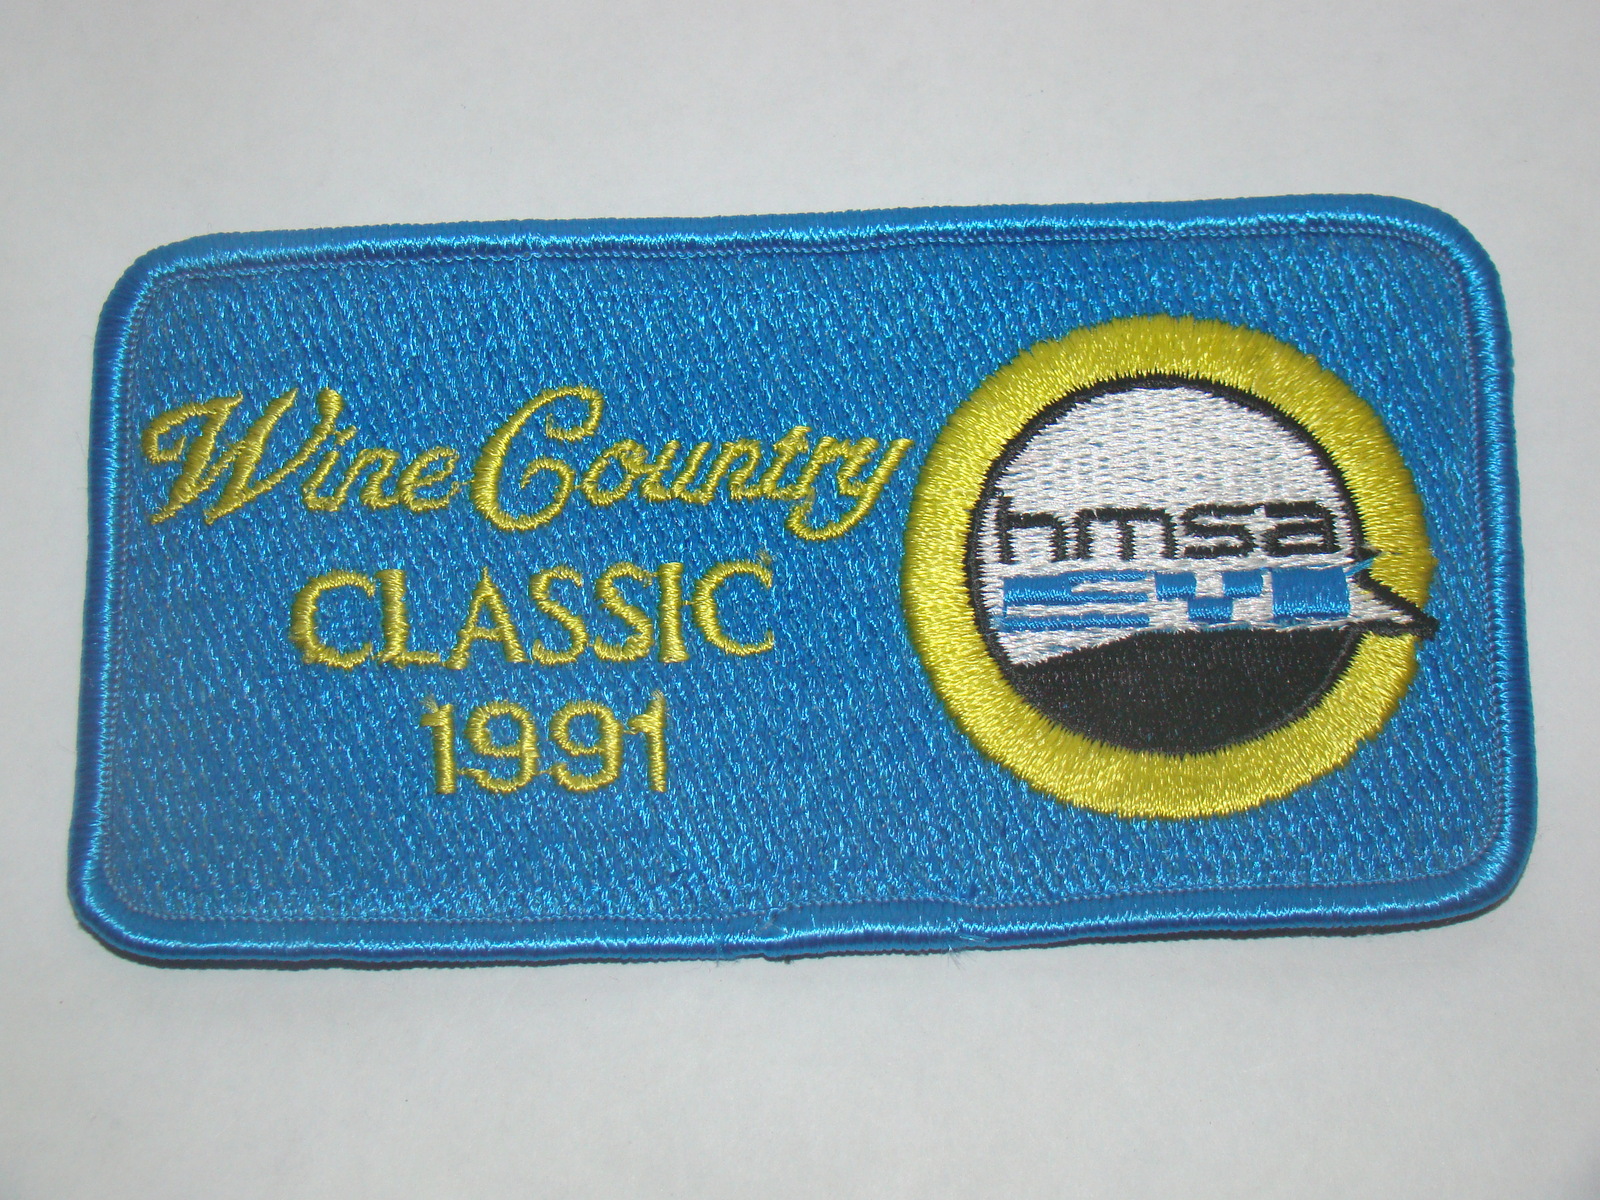 Wine Country
CLASSIC
1991
hmsa